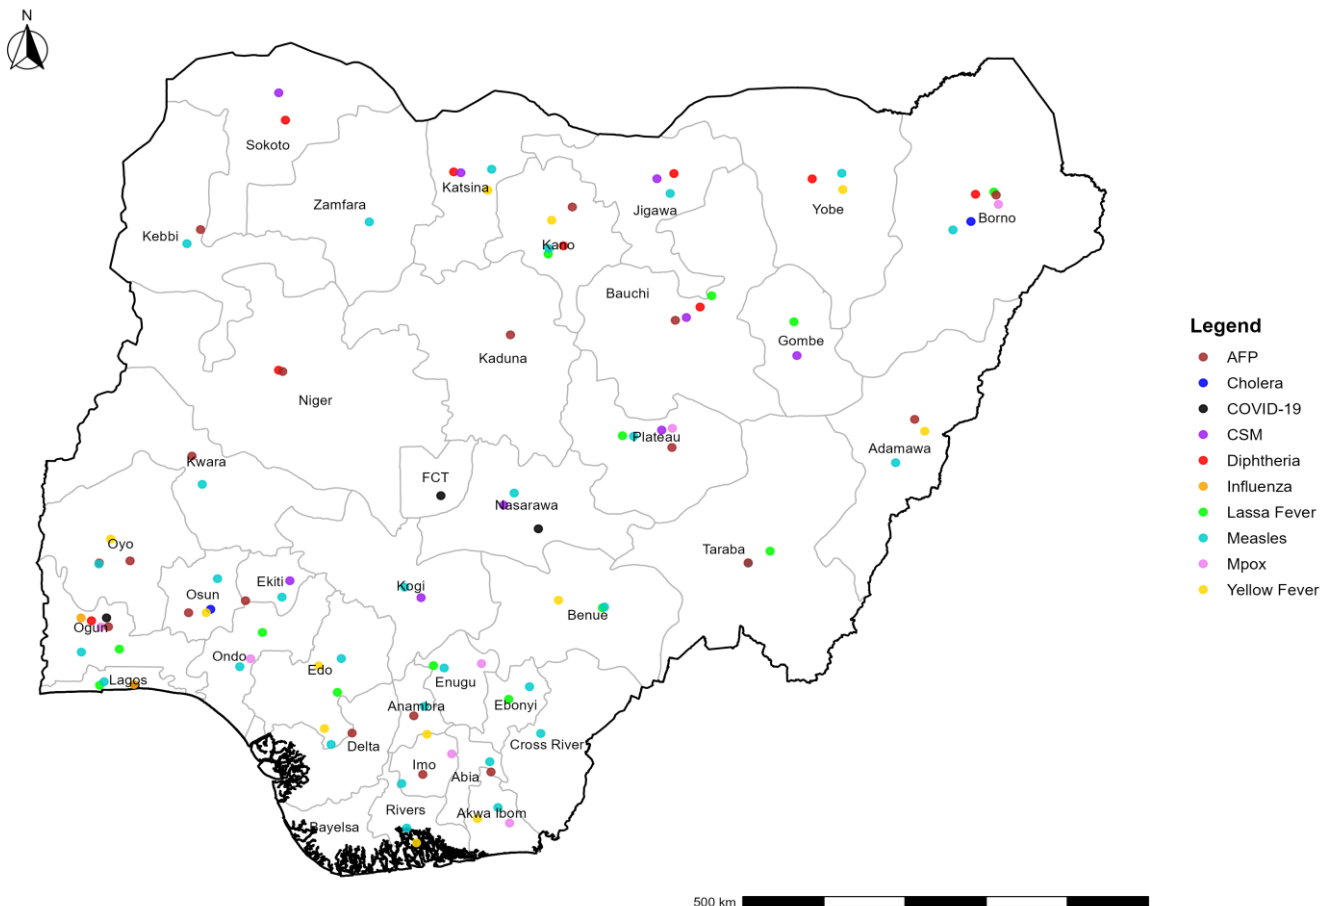 N
Sokoto
Katsina
Zamfara
Jigawa
Yobe
Borno
Kebbi
Kano
Bauchi
Gombe
Kaduna
Niger
Plateau
Adamawa
Kwara
FCT
Nasarawa
Oyo
Taraba
Ekiti
Kogi
Osun
Benue
Ogun
Ondo
Edo
Lagos
Enugu
Anambra
Ebonyi
Delta
Cross River
Imo
Abia
Rivers
Akwa Ibom
Bayelsa
Legend
AFP
Cholera
COVID-19
CSM
Diphtheria
Influenza
Lassa Fever
Measles
Mpox
Yellow Fever
500 km